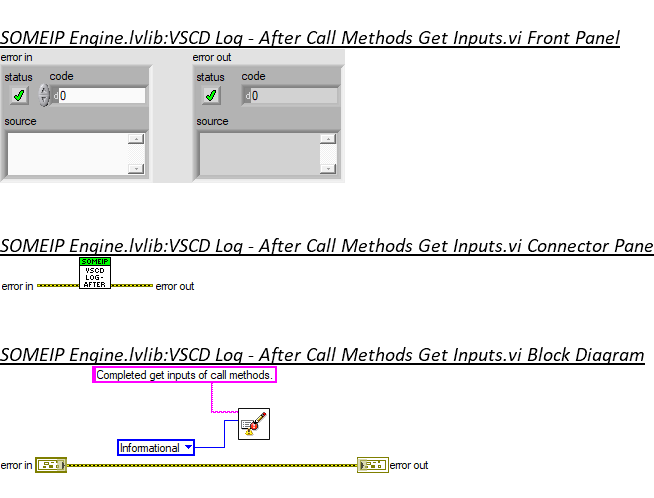 SOMEIP Engine.lvlib:VSCD Log - After Call Methods Get Inputs.vi Front Panel
error in
error out
status code
status code
d0
d0
source
source
SOMEIP Engine.lvlib:VSCD Log - After Call Methods Get Inputs.vi Connector Pane
SOMEIP
VSCD
LOG-
AFTER
error in
error out
SOMEIP Engine.lvlib:VSCD Log - After Call Methods Get Inputs.vi Block Diagram
Completed get inputs of call methods.
Informational
error in
error out